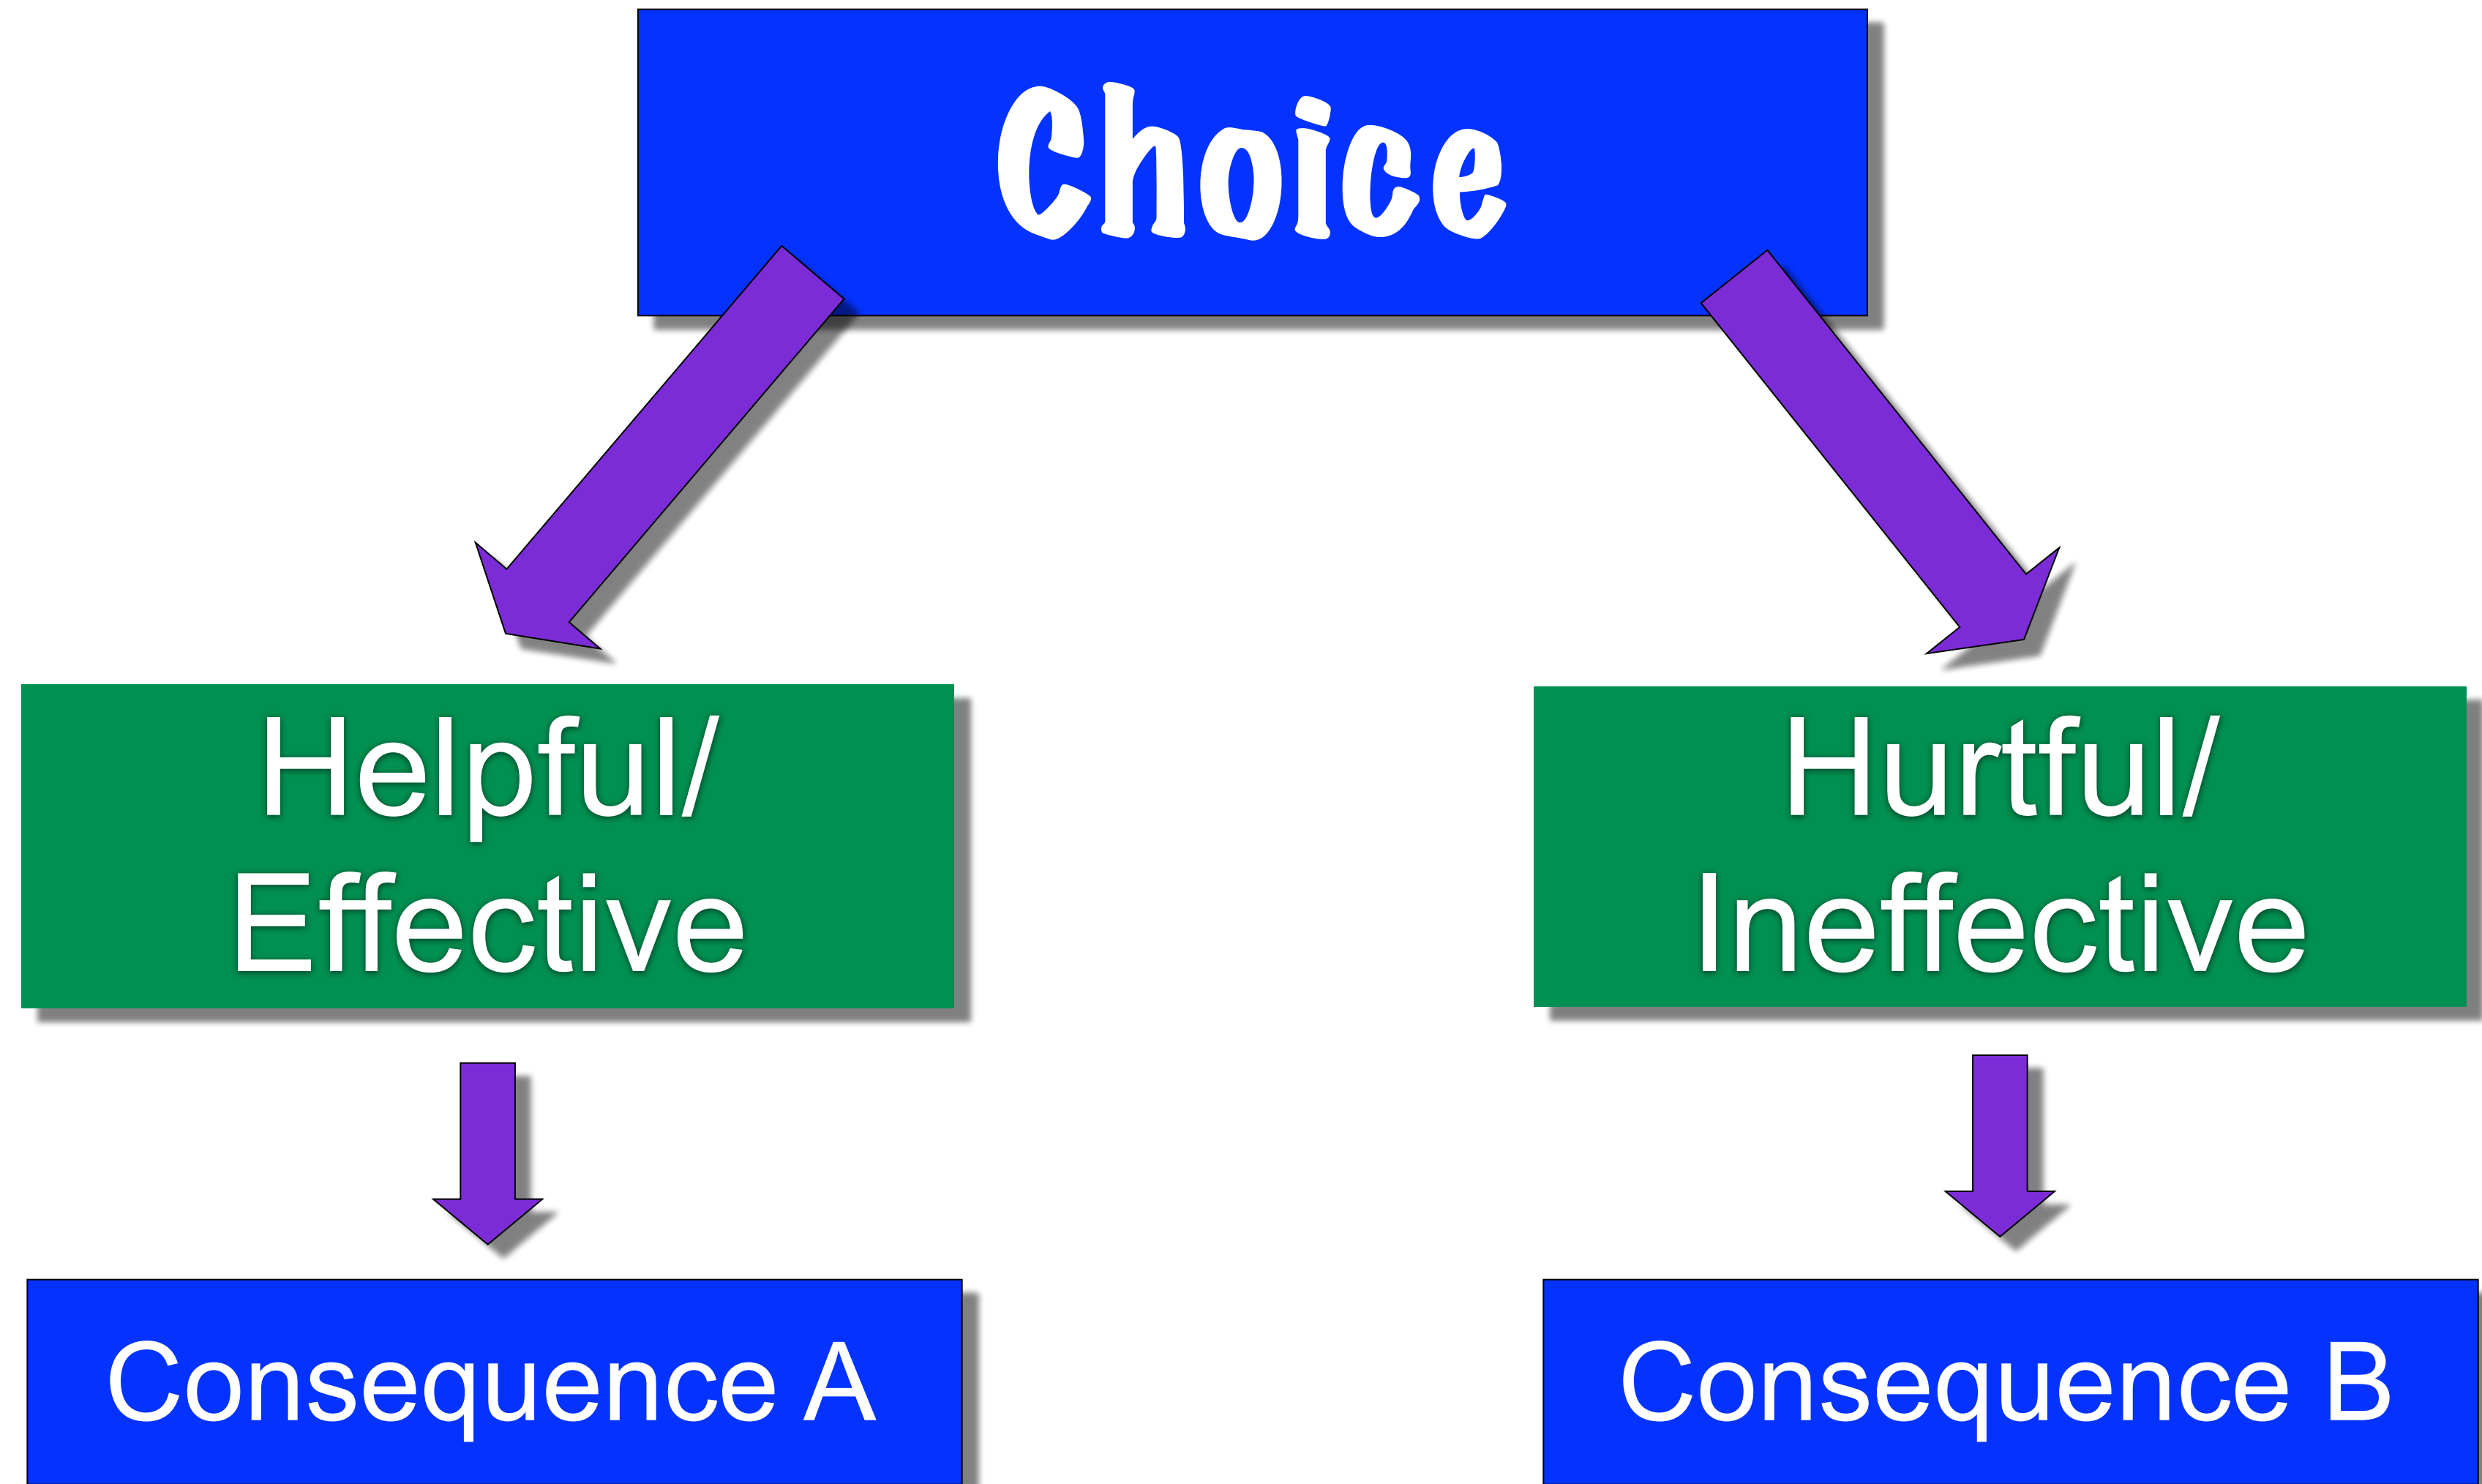 Choice
Helpful/
Effective
Hurtful/
Ineffective
Consequence A
Consequence B